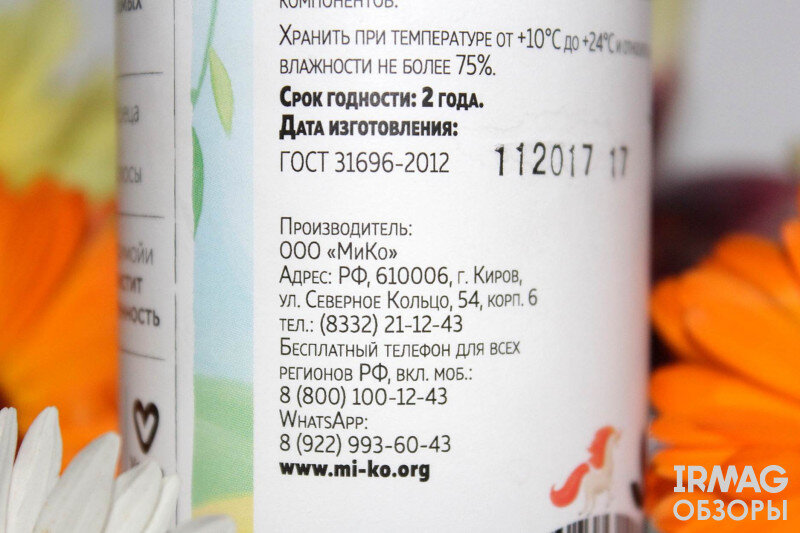 компонентов.
Хранить при температуре от +10°С до +24°С и
влажности не более 75%.
Срок годности: 2 года.
Дата изготовления:
ГОСТ 31696-2012
112017 17
Производитель:
ООО «МиКо»
Адрес: РФ, 610006, г. Киров,
ул. Северное Кольцо, 54, корп. 6
тел.: (8332) 21-12-43
Бесплатный телефон для всех
регионов РФ, вкл. моб.:
8 (800) 100-12-43
WhatsApp:
8 (922) 993-60-43
www.mi-ko.org
IRMAG
ОБЗОРЫ